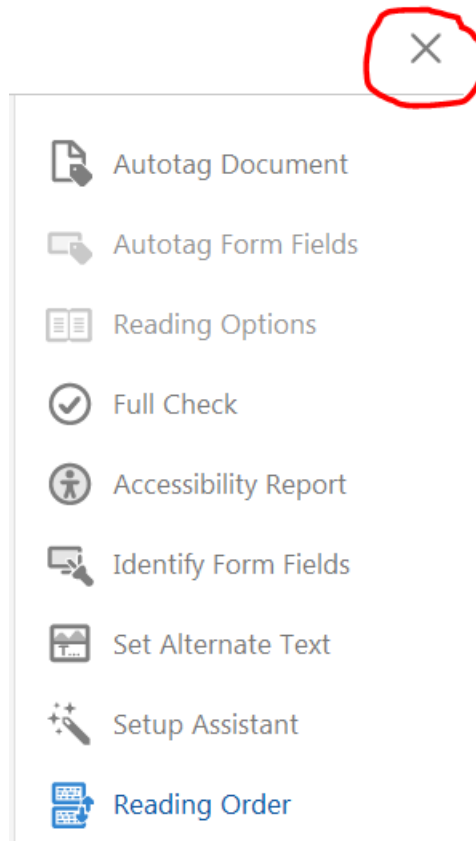 Autotag Document
Autotag Form Fields
Reading Options
Full Check
Accessibility Report
Identify Form Fields
T...
Set Alternate Text
Setup Assistant
Reading Order